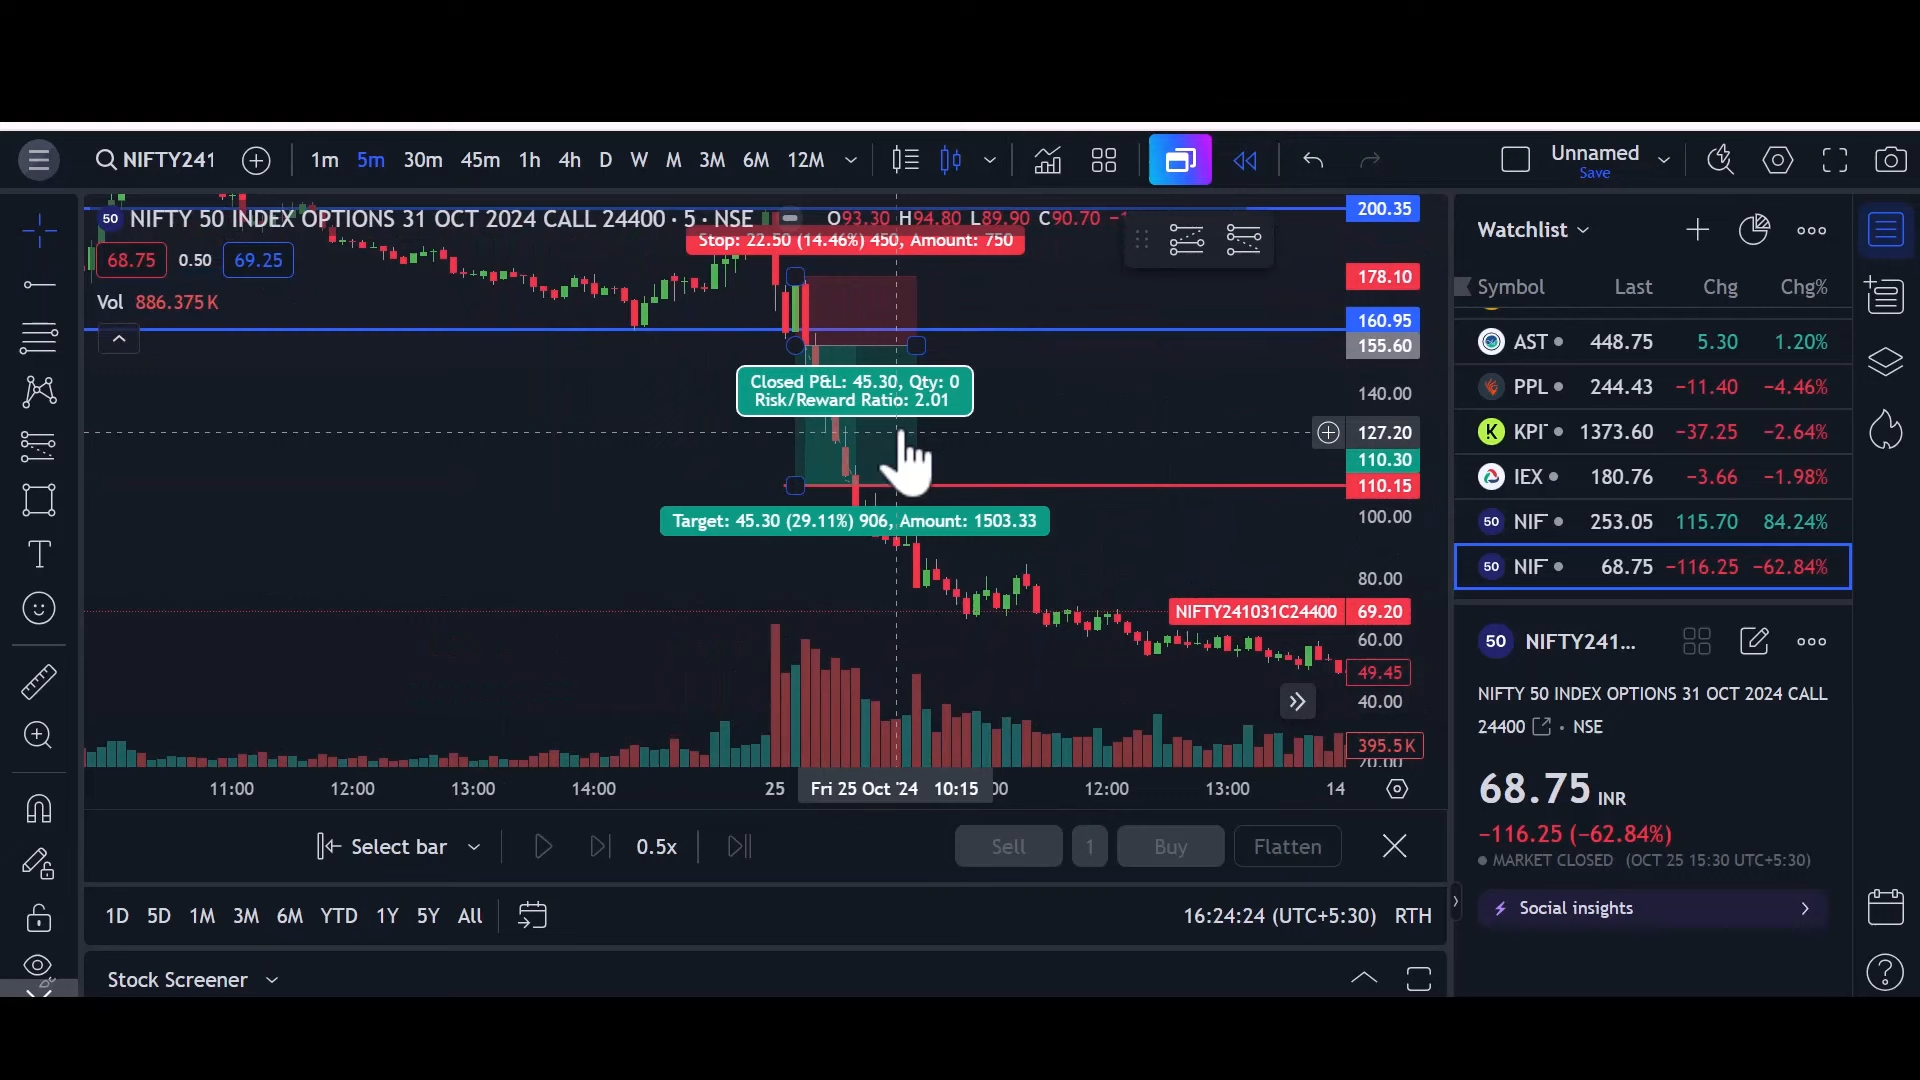 NIFTY241
1m 5m 30m 45m 1h 4h D W M 3M 6M 12M
Unnamed
Save
50 NIFTY 50 INDEX OPTIONS 31 OCT 2024 CALL 24400 · 5 · NSE
O93.30 H94.80 L89.90 C90.70
Stop: 22.50 (14.46%) 450, Amount: 750
68.75 0.50 69.25
Vol 886.375 K
Closed P&L: 45.30, Qty: 0
Risk/Reward Ratio: 2.01
Target: 45.30 (29.11%) 906, Amount: 1503.33
NIFTY241031C24400 69.20
200.35
178.10
160.95
155.60
140.00
127.20
110.30
110.15
100.00
80.00
60.00
49.45
40.00
395.5 K
20.00
11:00 12:00 13:00 14:00 25 Fri 25 Oct '24 10:15 :00 12:00 13:00 14
Select bar 0.5x Sell 1 Buy Flatten
1D 5D 1M 3M 6M YTD 1Y 5Y All
16:24:24 (UTC+5:30) RTH
Stock Screener
Watchlist
Symbol Last Chg Chg%
AST 448.75 5.30 1.20%
PPL 244.43 −11.40 −4.46%
K KPI 1373.60 −37.25 −2.64%
IEX 180.76 −3.66 −1.98%
50 NIF 253.05 115.70 84.24%
50 NIF 68.75 −116.25 −62.84%
50 NIFTY241...
NIFTY 50 INDEX OPTIONS 31 OCT 2024 CALL
24400 · NSE
68.75 INR
−116.25 (−62.84%)
MARKET CLOSED (OCT 25 15:30 UTC+5:30)
Social insights